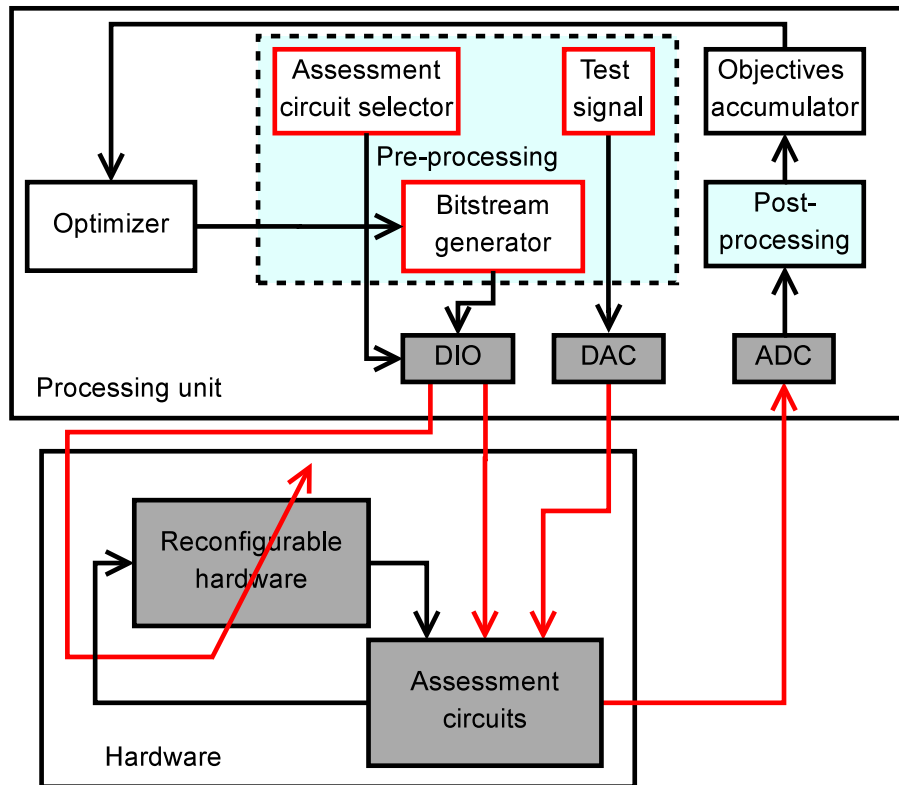 Assessment
circuit selector
Test
signal
Objectives
accumulator
Pre-processing
Optimizer
Bitstream
generator
Post-
processing
DIO
DAC
ADC
Processing unit
Reconfigurable
hardware
Assessment
circuits
Hardware